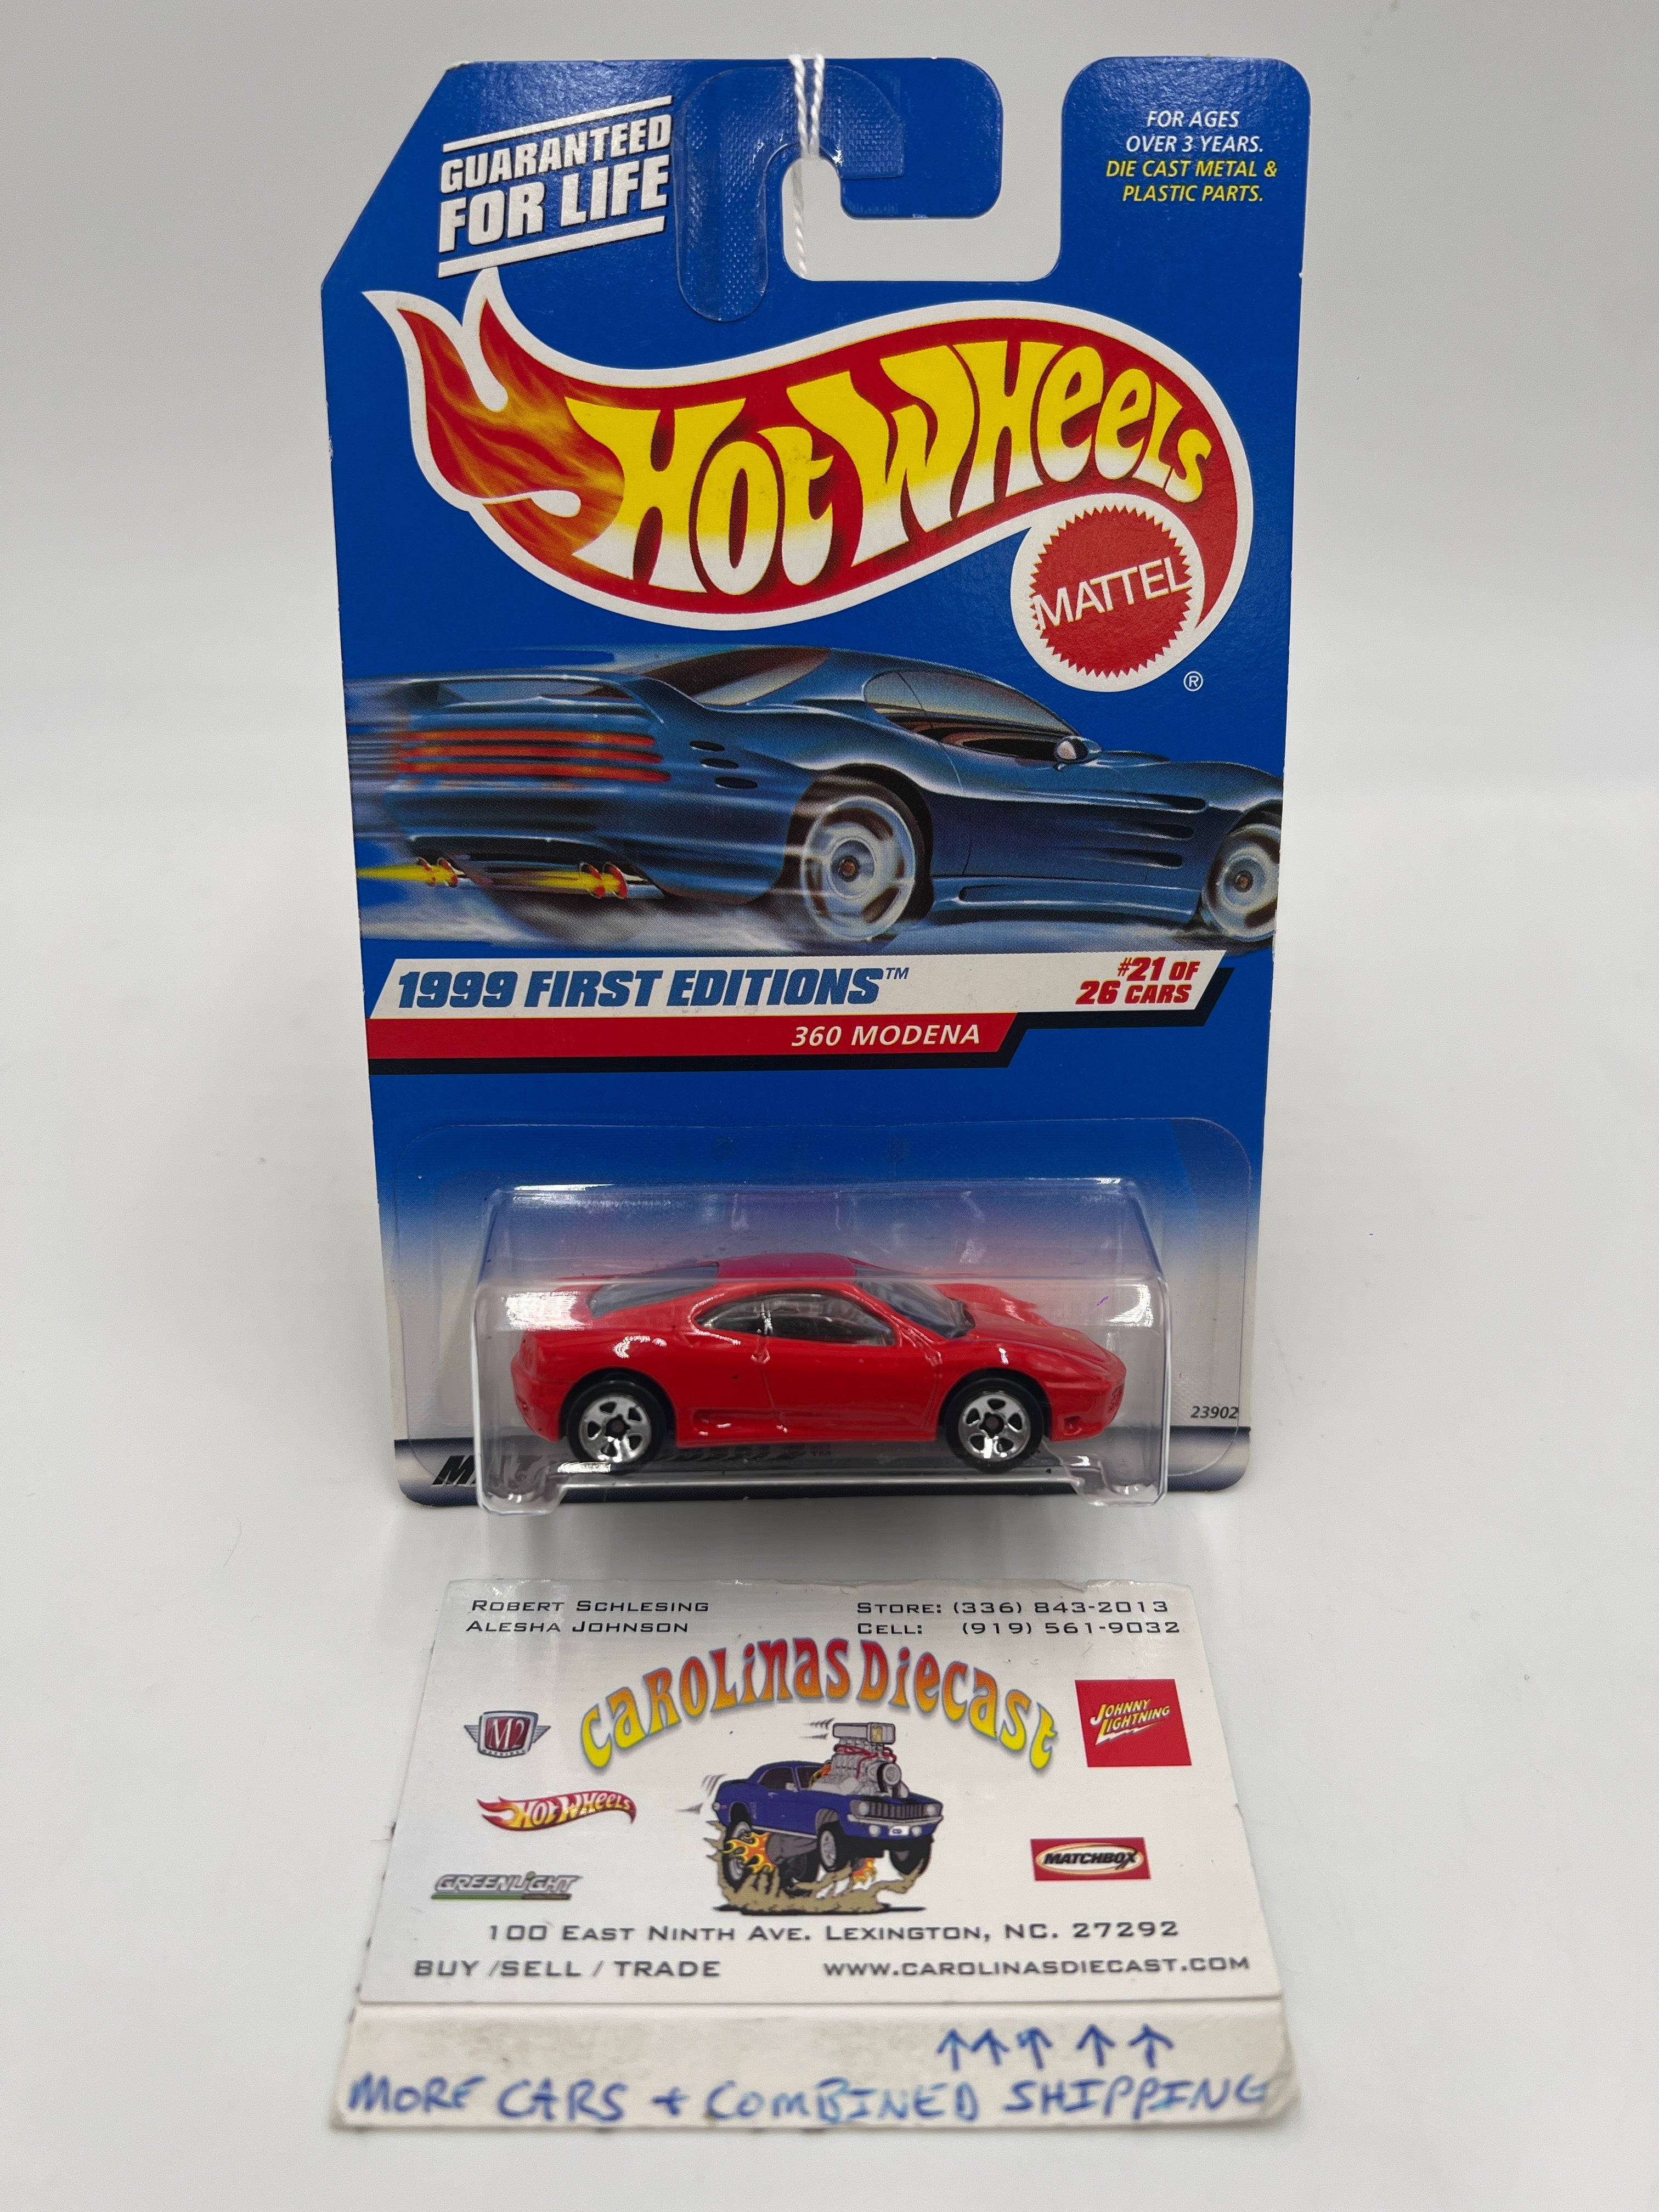 GUARANTEED
FOR LIFE
FOR AGES
OVER 3 YEARS.
DIE CAST METAL &
PLASTIC PARTS.
HOT WHEELS
MATTEL
®
1999 FIRST EDITIONS™
#21 OF
26 CARS
360 MODENA
23902
ROBERT SCHLESING
ALESHA JOHNSON
STORE: (336) 843-2013
CELL: (919) 561-9032
CAROLINAS DIECAST
M2
JOHNNY
LIGHTNING
HOT WHEELS
MATCHBOX
GREENLIGHT
100 EAST NINTH AVE. LEXINGTON, NC. 27292
BUY /SELL / TRADE
WWW.CAROLINASDIECAST.COM
↑↑↑↑↑
MORE CARS + COMBINED SHIPPING